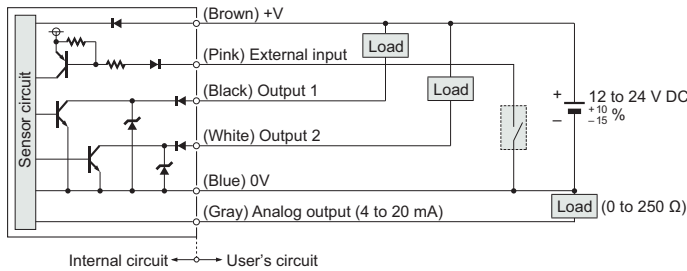 (Brown) +V
Load
(Pink) External input
Load
(Black) Output 1
+
12 to 24 V DC
+10
−15 %
−
Sensor circuit
(White) Output 2
(Blue) 0V
Load
(0 to 250 Ω)
(Gray) Analog output (4 to 20 mA)
Internal circuit
User's circuit